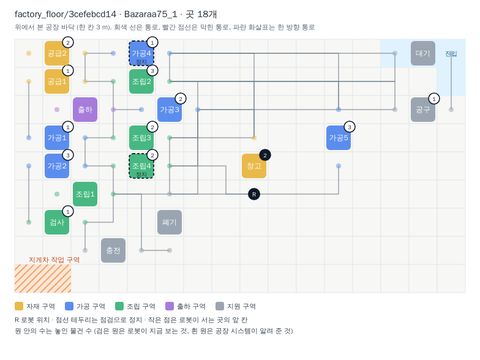 factory_floor/3cefebcd14 · Bazaraa75_1 · 곳 18개
위에서 본 공장 바닥 (한 칸 3 m). 회색 선은 통로, 빨간 점선은 막힌 통로, 파란 화살표는 한 방향 통로
공급2 2
가공4 1
대기
진입
공급1 2
조립2 3
출하
가공3 2
공구 1
가공1 1
조립3 2
가공5 3
가공2 3
조립4 2
창고 2
조립1
R
검사 1
폐기
충전
지게차 작업 구역
자재 구역
가공 구역
조립 구역
출하 구역
지원 구역
R 로봇 위치 · 점선 테두리는 점검으로 정지 · 작은 점은 로봇이 서는 곳의 앞 칸
원 안의 수는 놓인 물건 수 (검은 원은 로봇이 지금 보는 것, 흰 원은 공장 시스템이 알려 준 것)